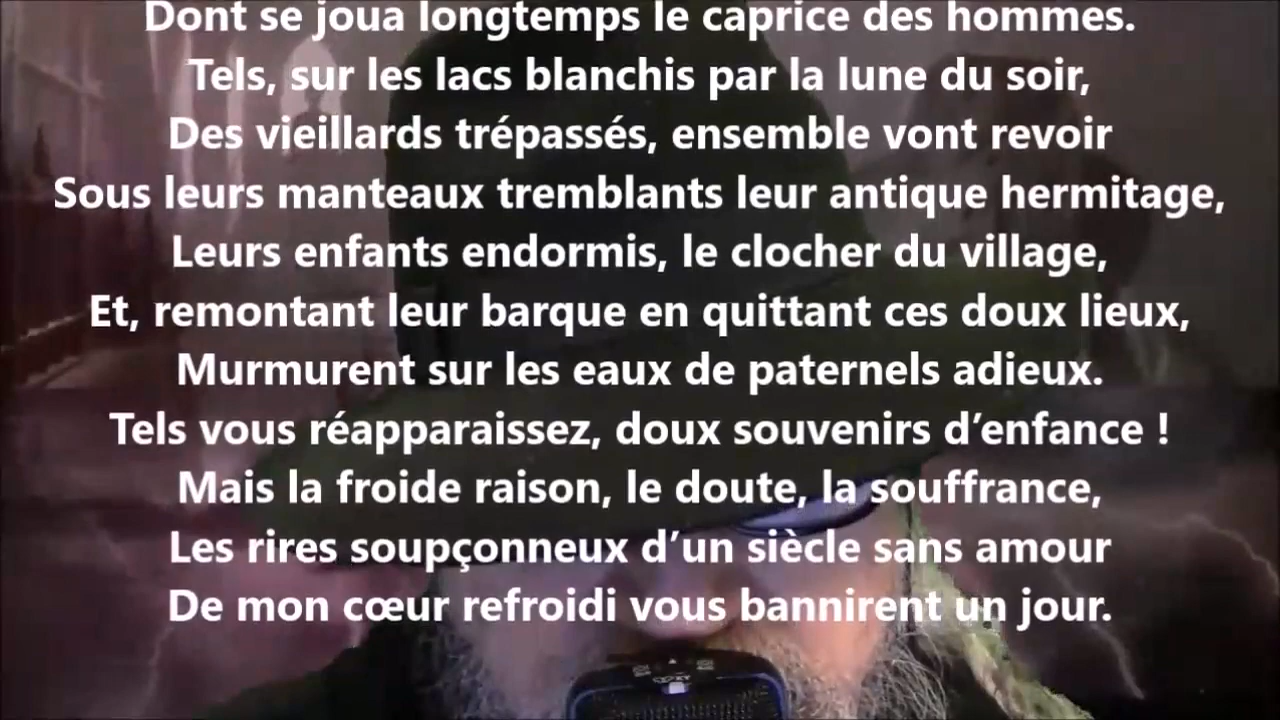 Dont se joua longtemps le caprice des hommes.
Tels, sur les lacs blanchis par la lune du soir,
Des vieillards trépassés, ensemble vont revoir
Sous leurs manteaux tremblants leur antique hermitage,
Leurs enfants endormis, le clocher du village,
Et, remontant leur barque en quittant ces doux lieux,
Murmurent sur les eaux de paternels adieux.
Tels vous réapparaissez, doux souvenirs d’enfance !
Mais la froide raison, le doute, la souffrance,
Les rires soupçonneux d’un siècle sans amour
De mon cœur refroidi vous bannirent un jour.